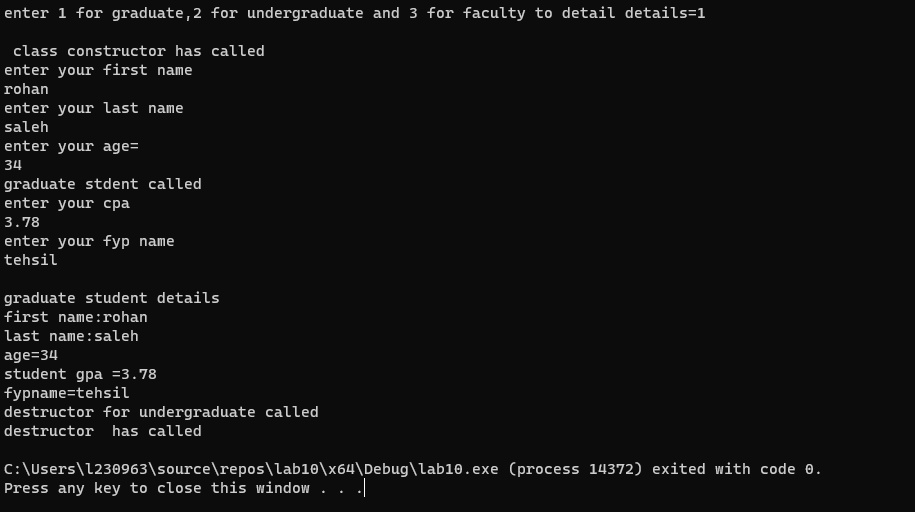 enter 1 for graduate,2 for undergraduate and 3 for faculty to detail details=1
class constructor has called
enter your first name
rohan
enter your last name
saleh
enter your age=
34
graduate stdent called
enter your cpa
3.78
enter your fyp name
tehsil
graduate student details
first name:rohan
last name:saleh
age=34
student gpa =3.78
fypname=tehsil
destructor for undergraduate called
destructor  has called
C:\Users\l230963\source\repos\lab10\x64\Debug\lab10.exe (process 14372) exited with code 0.
Press any key to close this window . . .